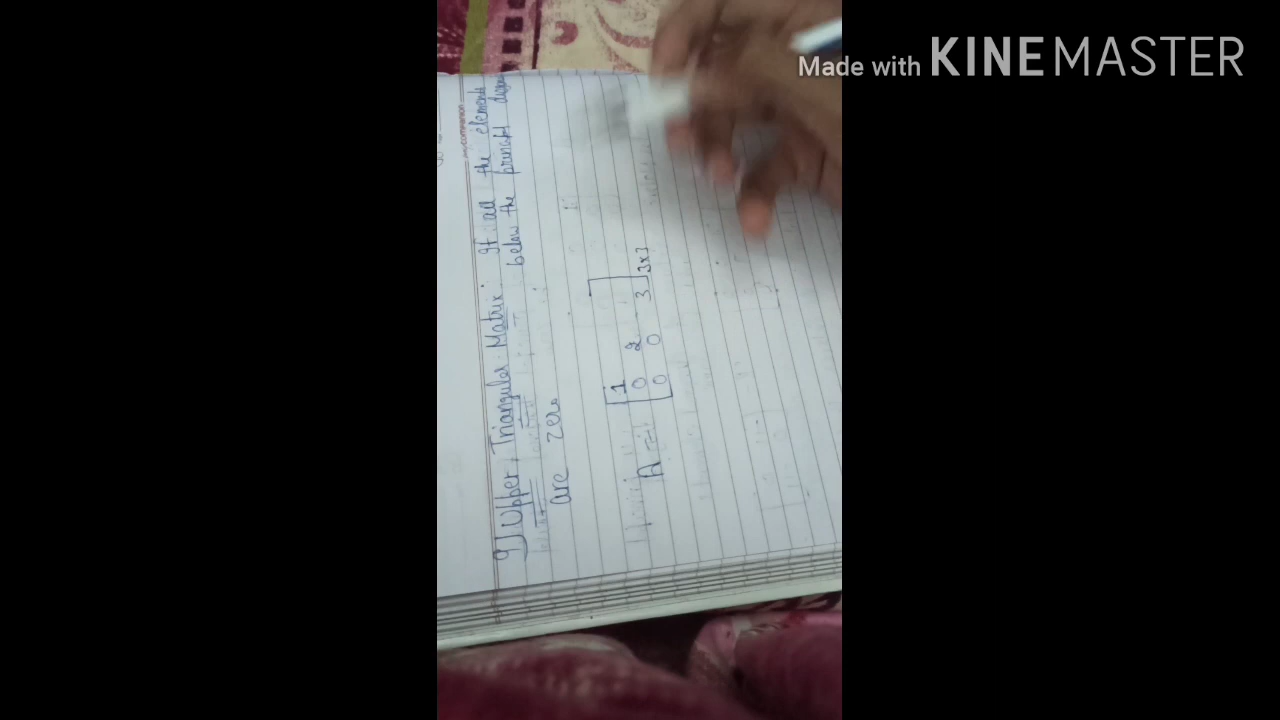 Made with KINEMASTER
9) Upper Triangular Matrix: If all the elements
below the principal
are zero
A =
1
0 2
0 0 3
3x3